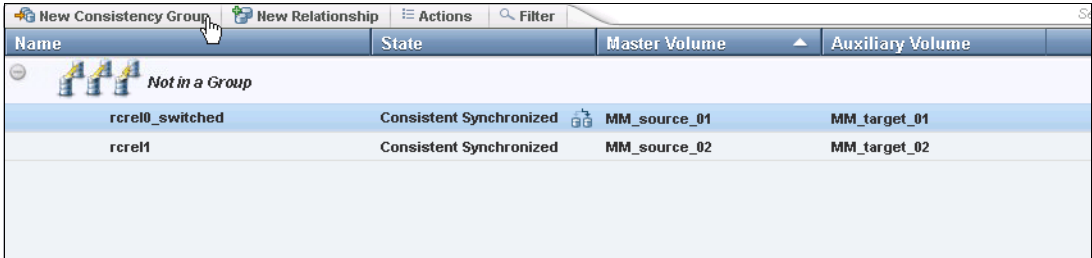 New Consistency Group New Relationship Actions Filter
Name State Master Volume Auxiliary Volume
Not in a Group
rcrel0_switched Consistent Synchronized MM_source_01 MM_target_01
rcrel1 Consistent Synchronized MM_source_02 MM_target_02